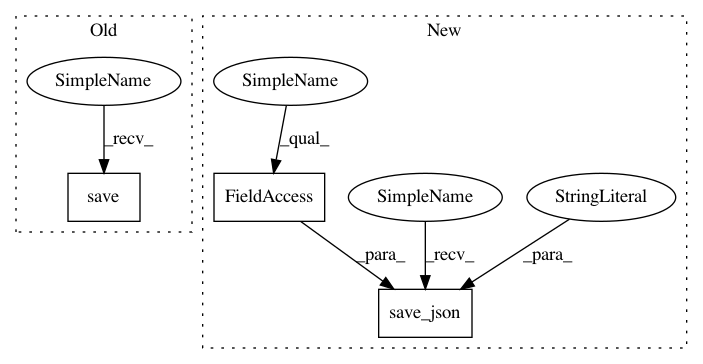 Old
New
SimpleName
SimpleName
_recv_
_qual_
save
FieldAccess
SimpleName
StringLiteral
_para_
_recv_
_para_
save_json